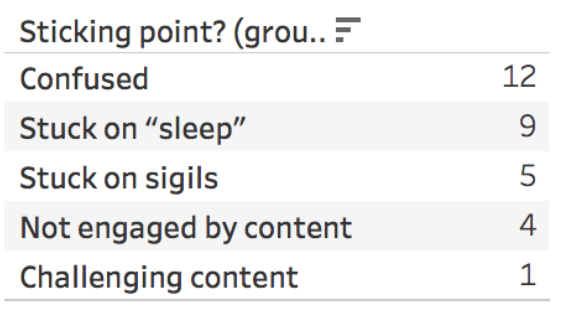 Sticking point? (grou..
Confused 12
Stuck on “sleep” 9
Stuck on sigils 5
Not engaged by content 4
Challenging content 1